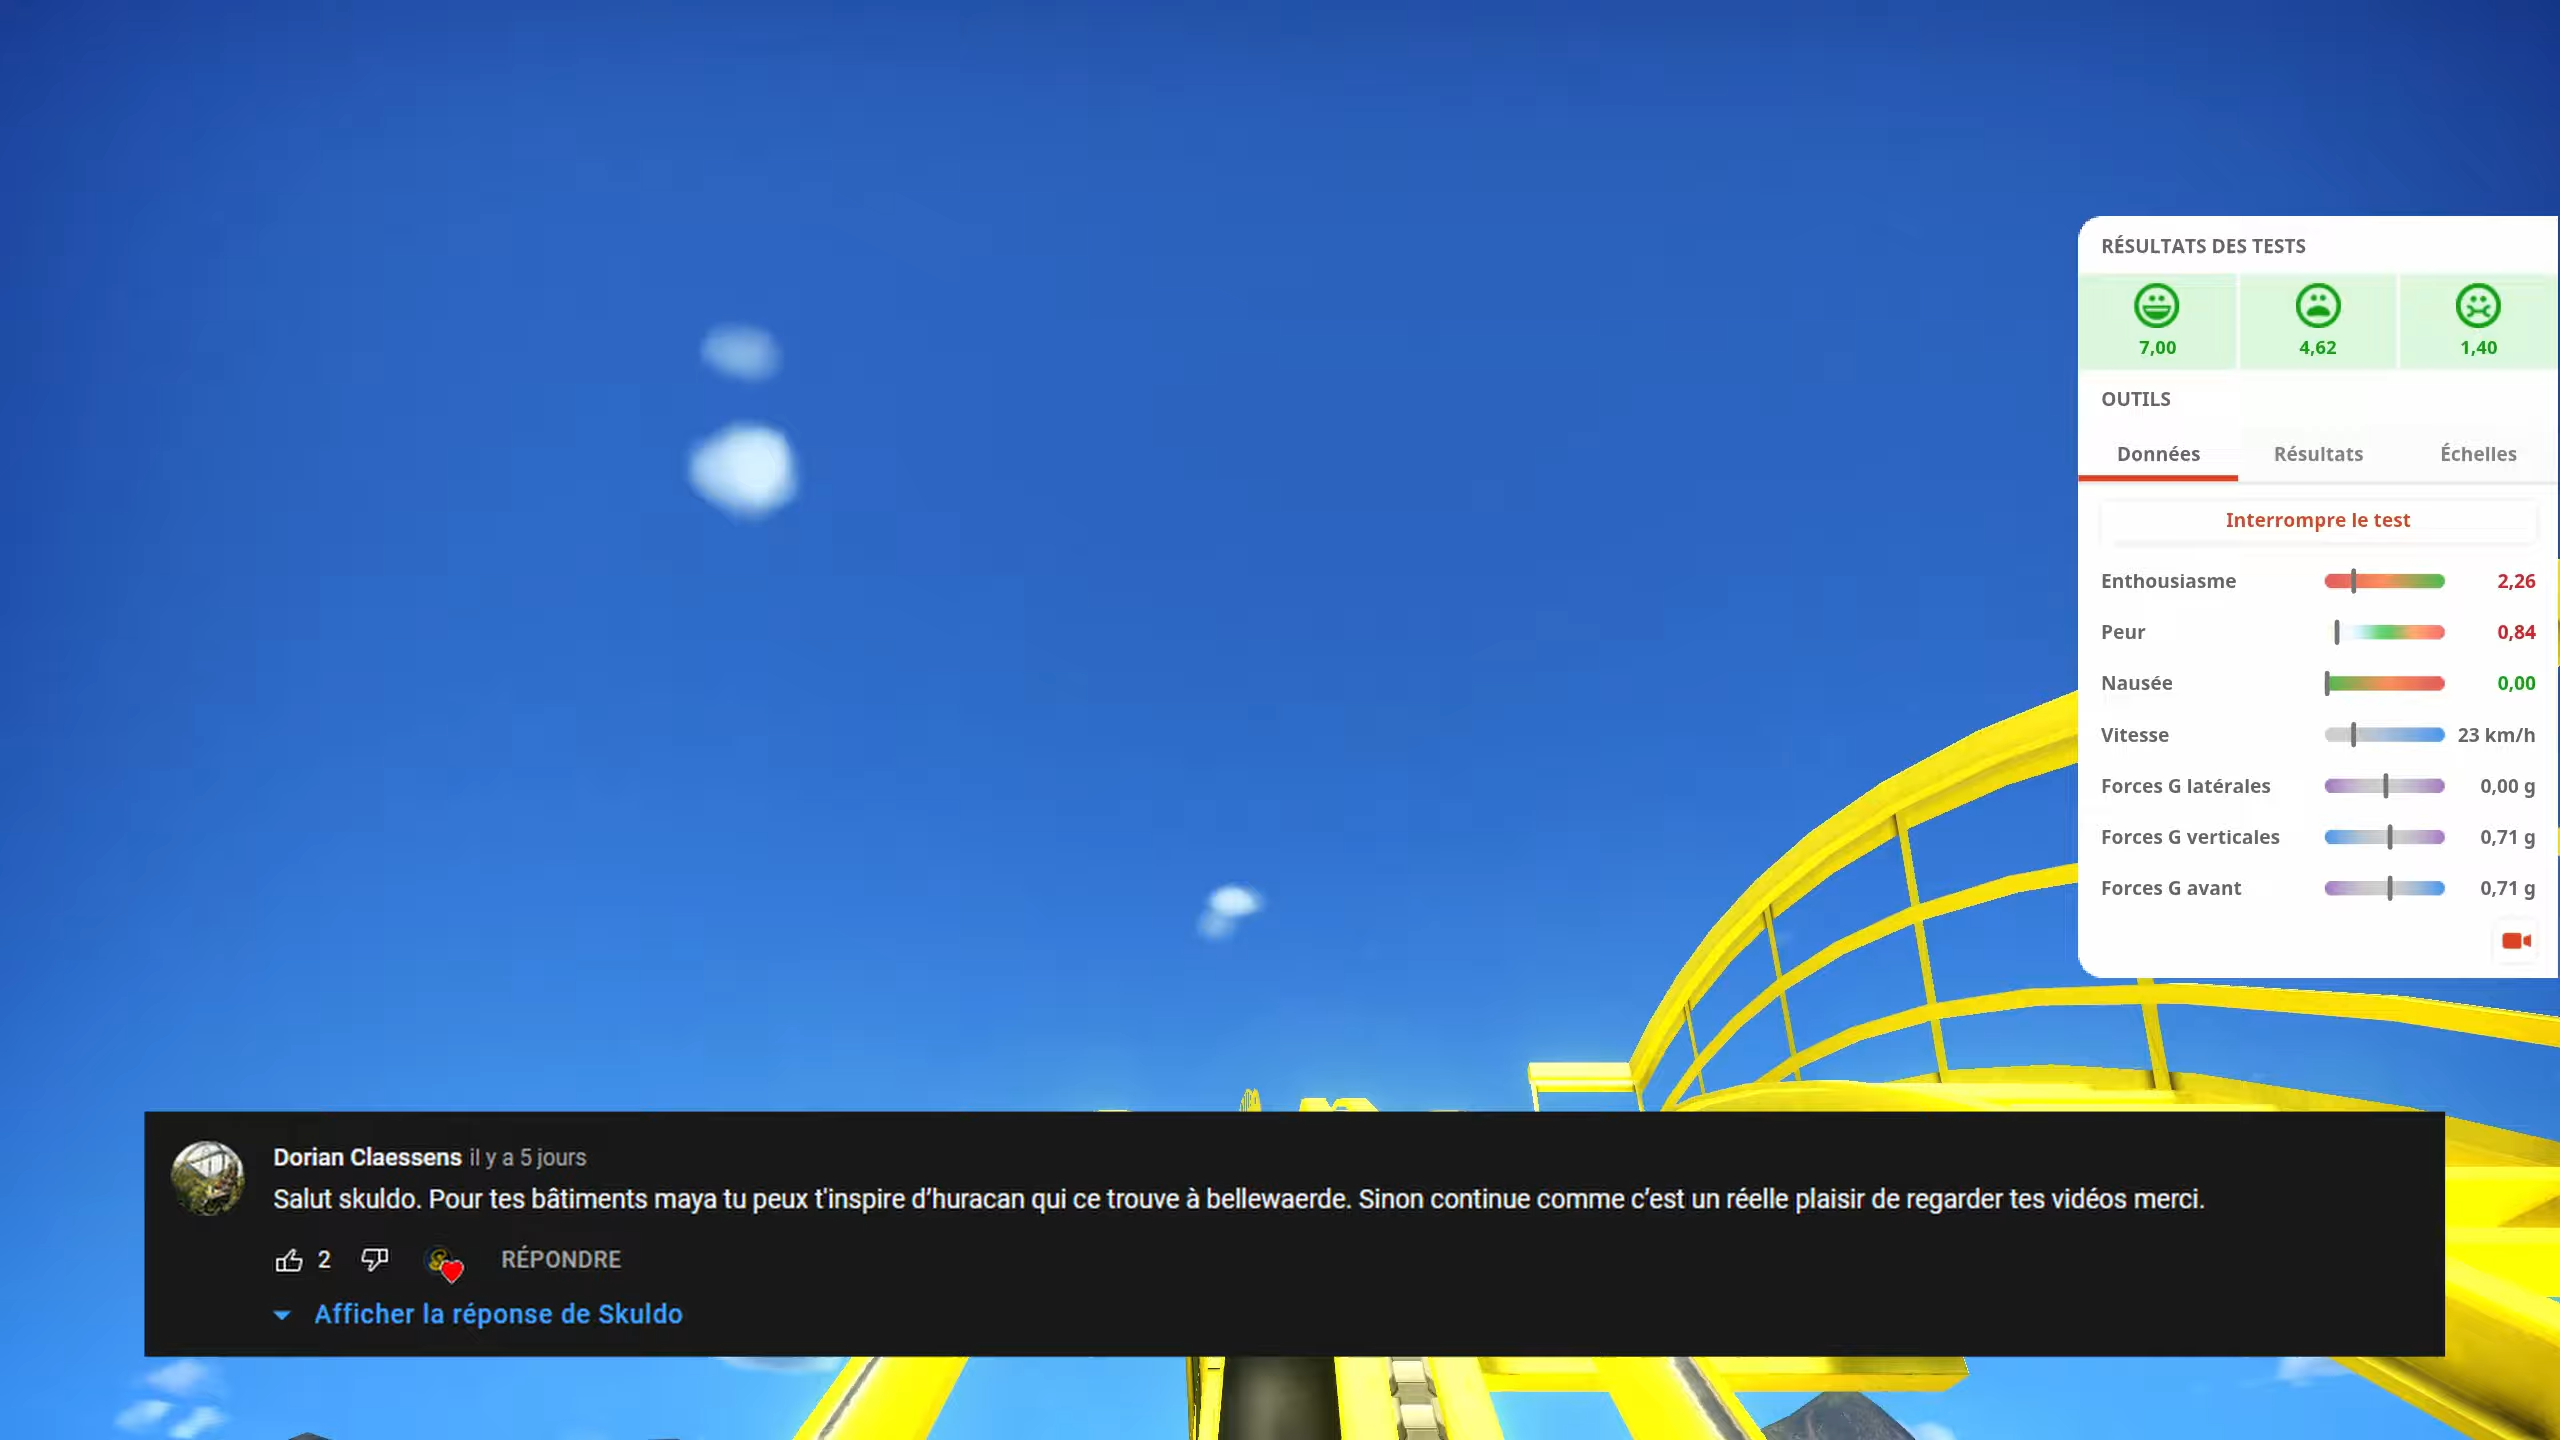 RÉSULTATS DES TESTS
7,00 4,62 1,40
OUTILS
Données Résultats Échelles
Interrompre le test
Enthousiasme 2,26
Peur 0,84
Nausée 0,00
Vitesse 23 km/h
Forces G latérales 0,00 g
Forces G verticales 0,71 g
Forces G avant 0,71 g
Dorian Claessens il y a 5 jours
Salut skuldo. Pour tes bâtiments maya tu peux t'inspire d’huracan qui ce trouve à bellewaerde. Sinon continue comme c’est un réelle plaisir de regarder tes vidéos merci.
2 RÉPONDRE
Afficher la réponse de Skuldo